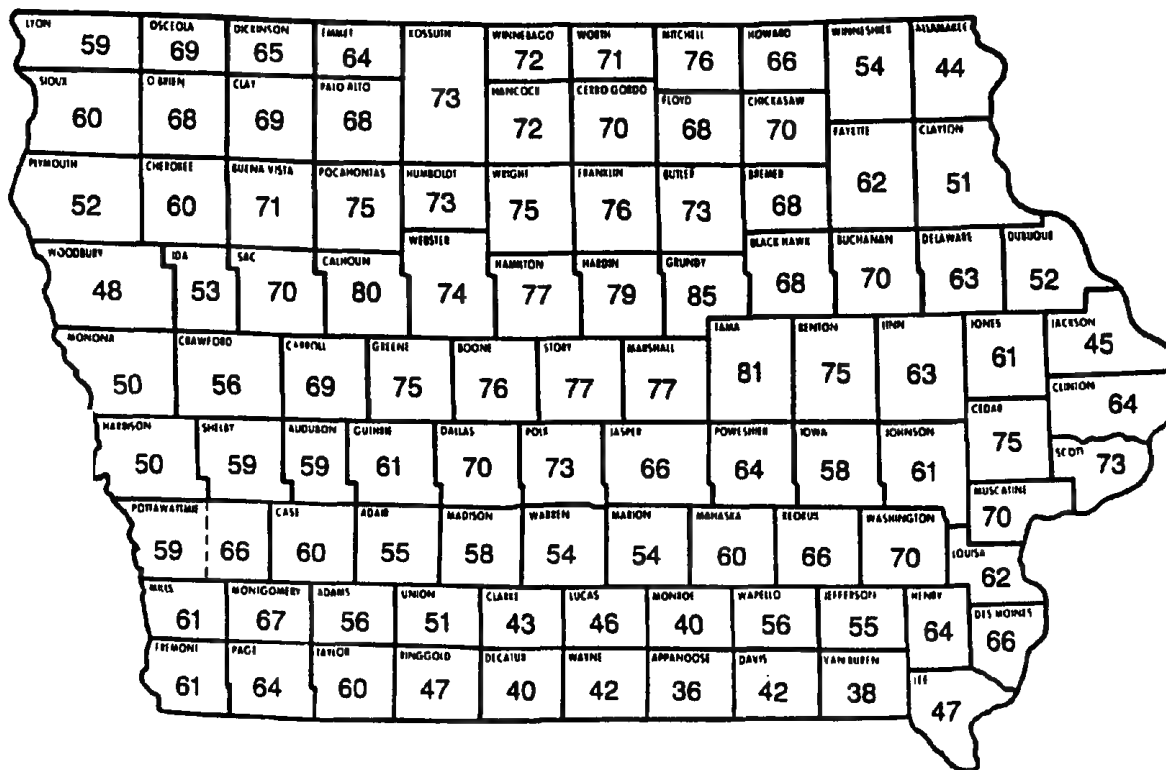 LYON
59
OSCEOLA
69
DICKINSON
65
EMMET
64
KOSSUTH
73
WINNEBAGO
72
WORTH
71
MITCHELL
76
HOWARD
66
WINNESHIEK
54
ALLAMAKEE
44
SIOUX
60
O BRIEN
68
CLAY
69
PALO ALTO
68
HANCOCK
72
CERRO GORDO
70
FLOYD
68
CHICKASAW
70
FAYETTE
62
CLAYTON
51
PLYMOUTH
52
CHEROKEE
60
BUENA VISTA
71
POCAHONTAS
75
HUMBOLDT
73
WRIGHT
75
FRANKLIN
76
BUTLER
73
BREMER
68
WOODBURY
48
IDA
53
SAC
70
CALHOUN
80
WEBSTER
74
HAMILTON
77
HARDIN
79
GRUNDY
85
BLACK HAWK
68
BUCHANAN
70
DELAWARE
63
DUBUQUE
52
MONONA
50
CRAWFORD
56
CARROLL
69
GREENE
75
BOONE
76
STORY
77
MARSHALL
77
TAMA
81
BENTON
75
LINN
63
JONES
61
JACKSON
45
CLINTON
64
CEDAR
75
SCOTT
73
HARRISON
50
SHELBY
59
AUDUBON
59
GUTHRIE
61
DALLAS
70
POLK
73
JASPER
66
POWESHIEK
64
IOWA
58
JOHNSON
61
MUSCATINE
70
POTTAWATTAMIE
59
66
CASE
60
ADAIR
55
MADISON
58
WARREN
54
MARION
54
MAHASKA
60
KEOKUK
66
WASHINGTON
70
LOUISA
62
MILLS
61
MONTGOMERY
67
ADAMS
56
UNION
51
CLARKE
43
LUCAS
46
MONROE
40
WAPELLO
56
JEFFERSON
55
HENRY
64
DES MOINES
66
FREMONT
61
PAGE
64
TAYLOR
60
RINGGOLD
47
DECATUR
40
WAYNE
42
APPANOOSE
36
DAVIS
42
VAN BUREN
38
LEE
47